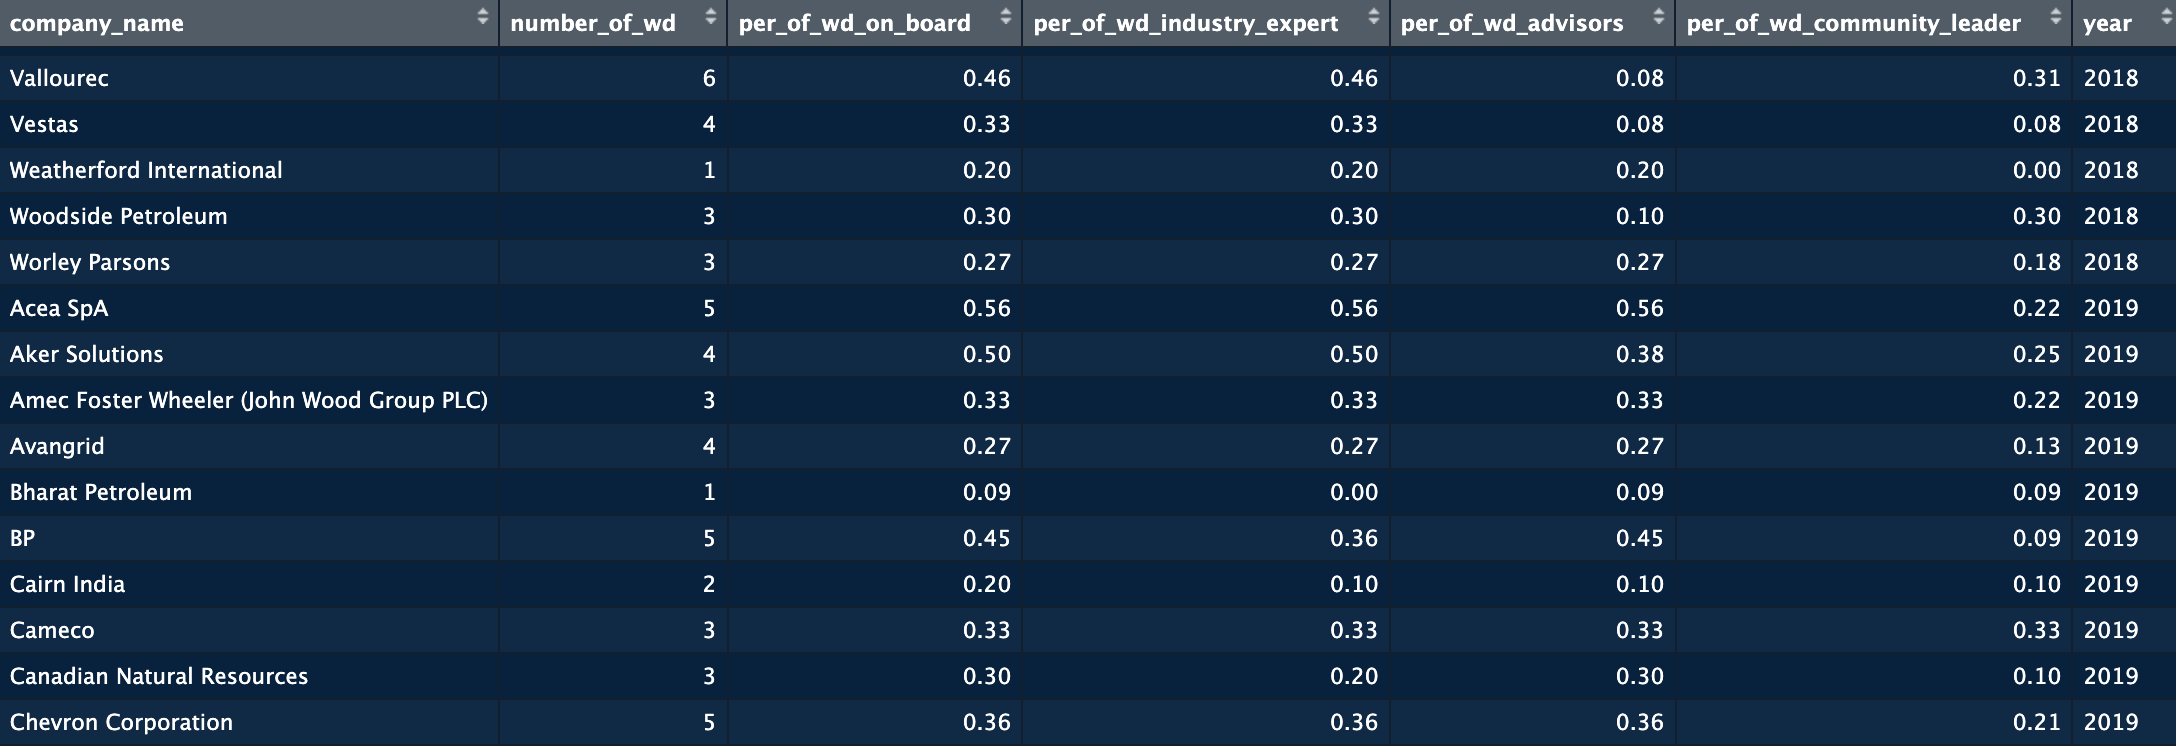 company_name number_of_wd per_of_wd_on_board per_of_wd_industry_expert per_of_wd_advisors per_of_wd_community_leader year
Vallourec 6 0.46 0.46 0.08 0.31 2018
Vestas 4 0.33 0.33 0.08 0.08 2018
Weatherford International 1 0.20 0.20 0.20 0.00 2018
Woodside Petroleum 3 0.30 0.30 0.10 0.30 2018
Worley Parsons 3 0.27 0.27 0.27 0.18 2018
Acea SpA 5 0.56 0.56 0.56 0.22 2019
Aker Solutions 4 0.50 0.50 0.38 0.25 2019
Amec Foster Wheeler (John Wood Group PLC) 3 0.33 0.33 0.33 0.22 2019
Avangrid 4 0.27 0.27 0.27 0.13 2019
Bharat Petroleum 1 0.09 0.00 0.09 0.09 2019
BP 5 0.45 0.36 0.45 0.09 2019
Cairn India 2 0.20 0.10 0.10 0.10 2019
Cameco 3 0.33 0.33 0.33 0.33 2019
Canadian Natural Resources 3 0.30 0.20 0.30 0.10 2019
Chevron Corporation 5 0.36 0.36 0.36 0.21 2019